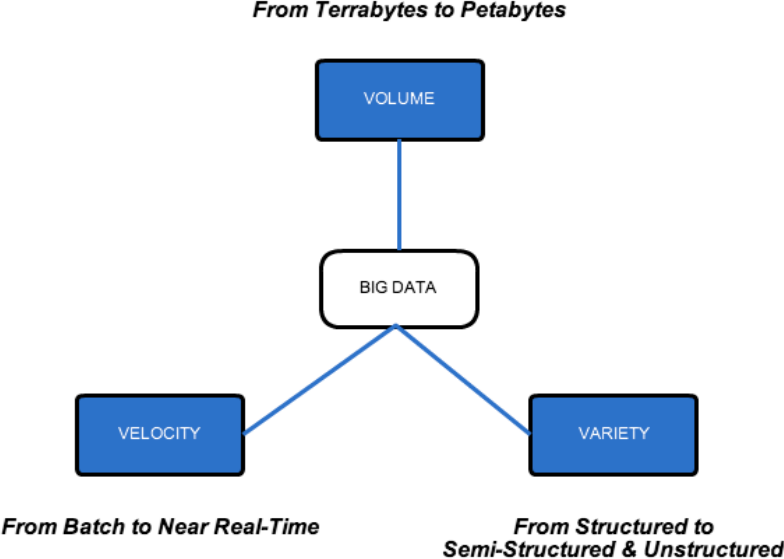 From Terrabytes to Petabytes
VOLUME
BIG DATA
VELOCITY
VARIETY
From Batch to Near Real-Time
From Structured to
Semi-Structured & Unstructured